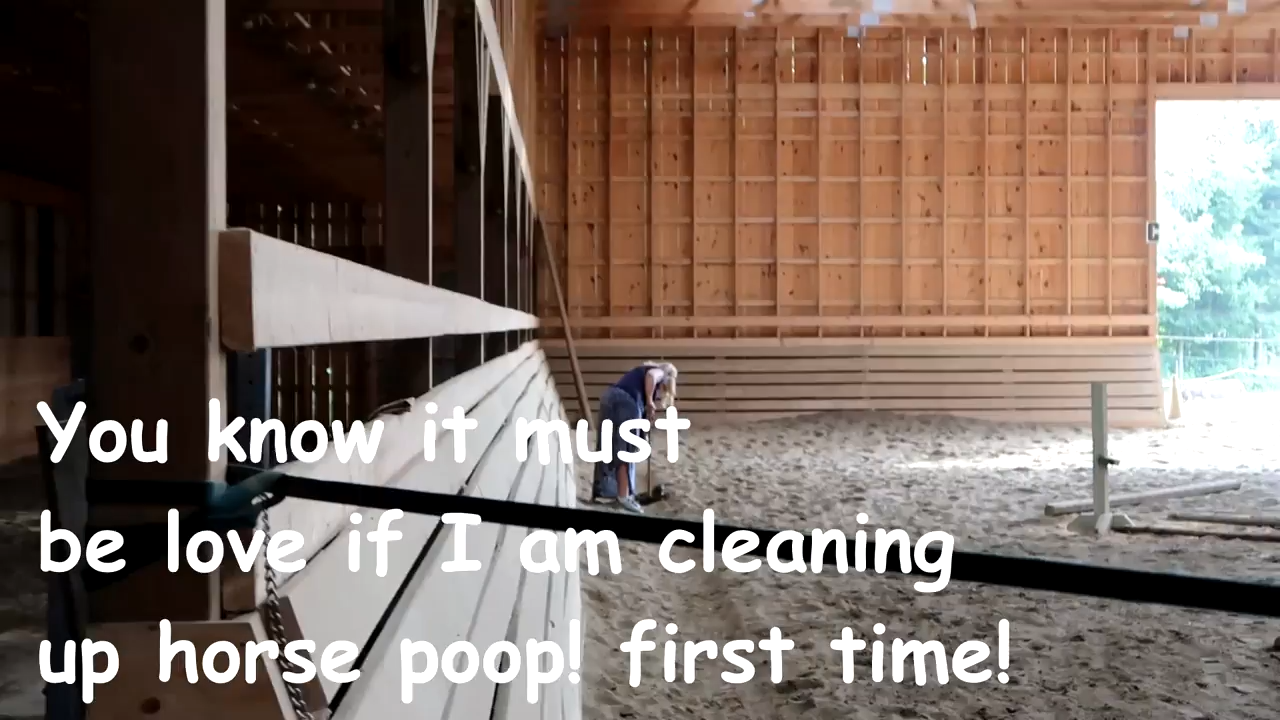 You know it must
be love if I am cleaning
up horse poop! first time!